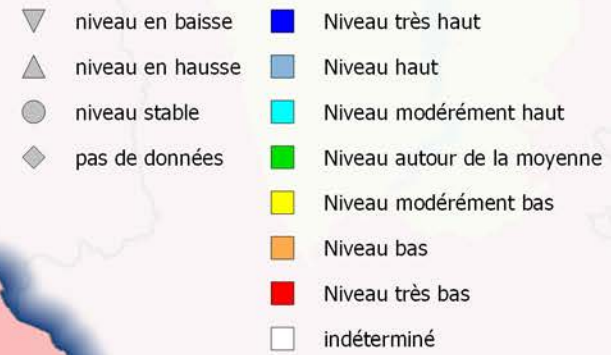 niveau en baisse
niveau en hausse
niveau stable
pas de données
Niveau très haut
Niveau haut
Niveau modérément haut
Niveau autour de la moyenne
Niveau modérément bas
Niveau bas
Niveau très bas
indéterminé